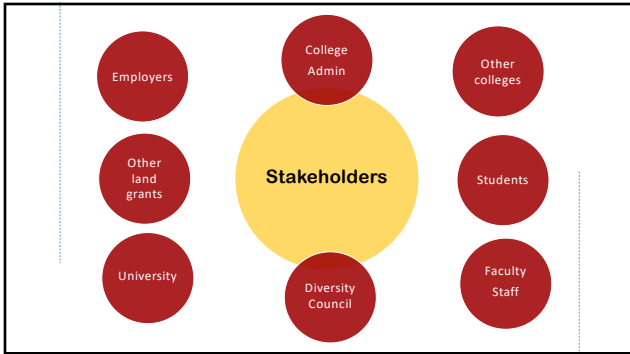 College
Admin
Employers
Other
colleges
Other
land
grants
Stakeholders
Students
University
Diversity
Council
Faculty
Staff